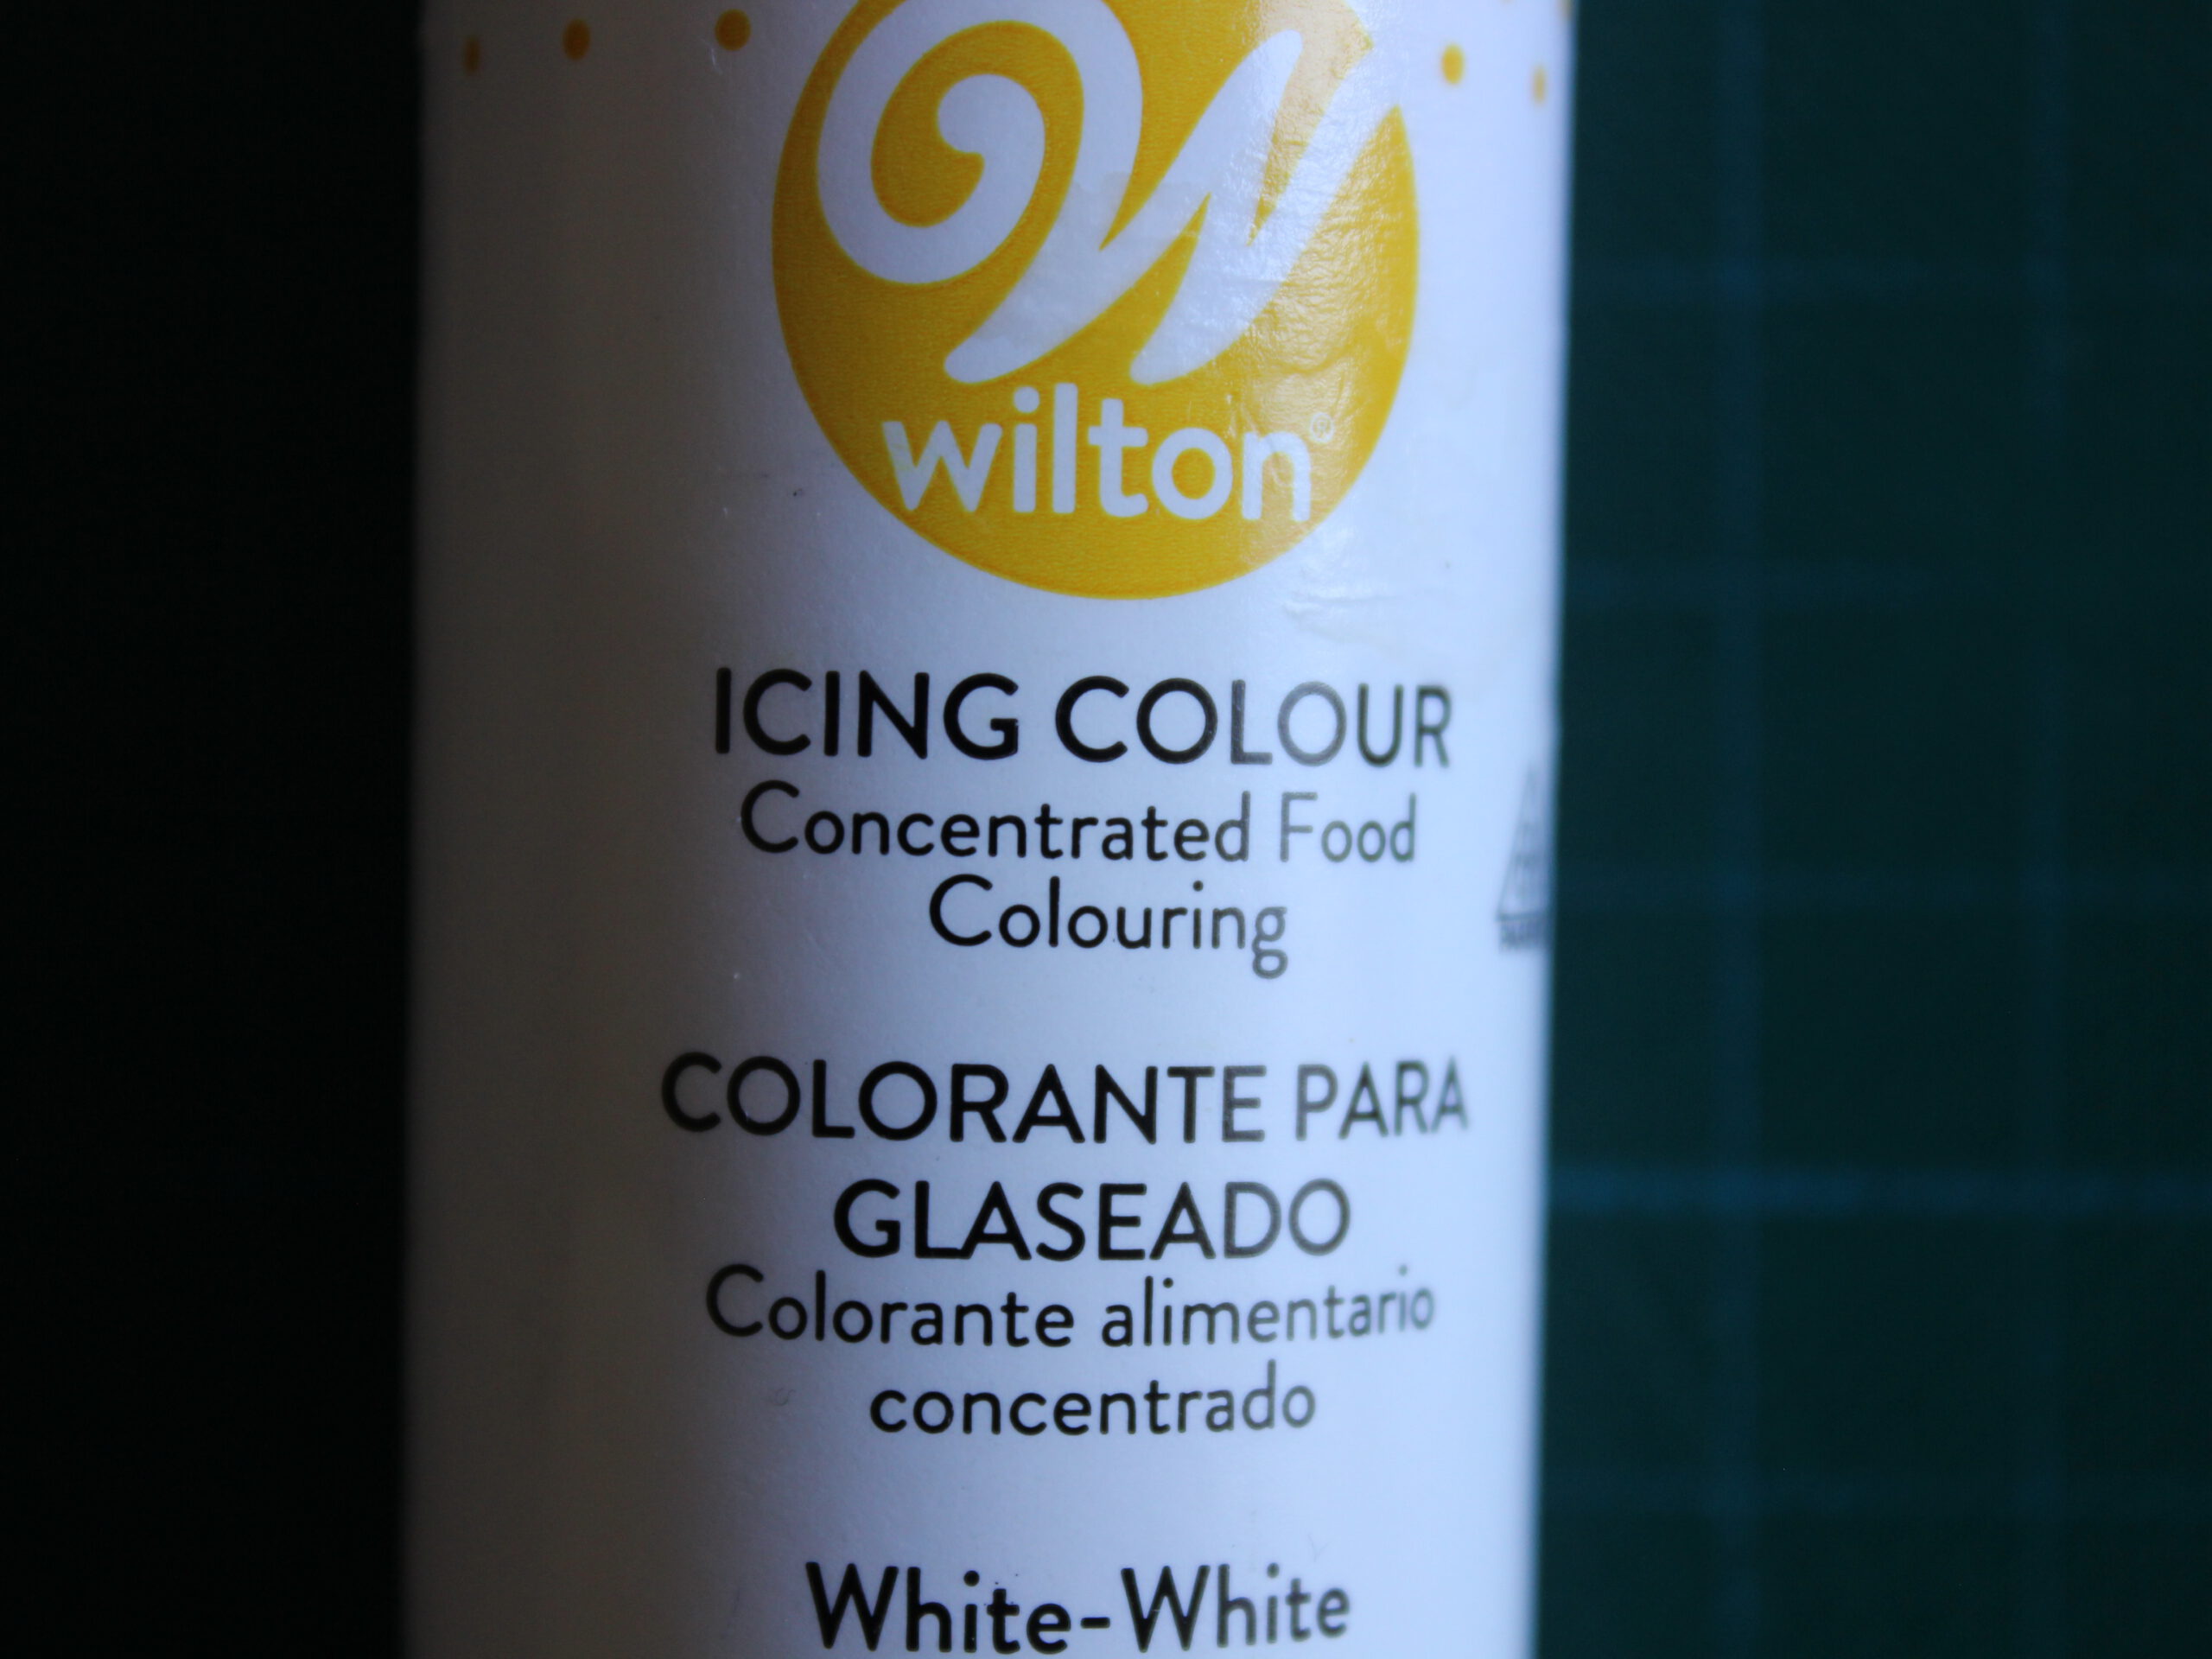 wilton®
ICING COLOUR
Concentrated Food
Colouring
COLORANTE PARA
GLASEADO
Colorante alimentario
concentrado
White-White